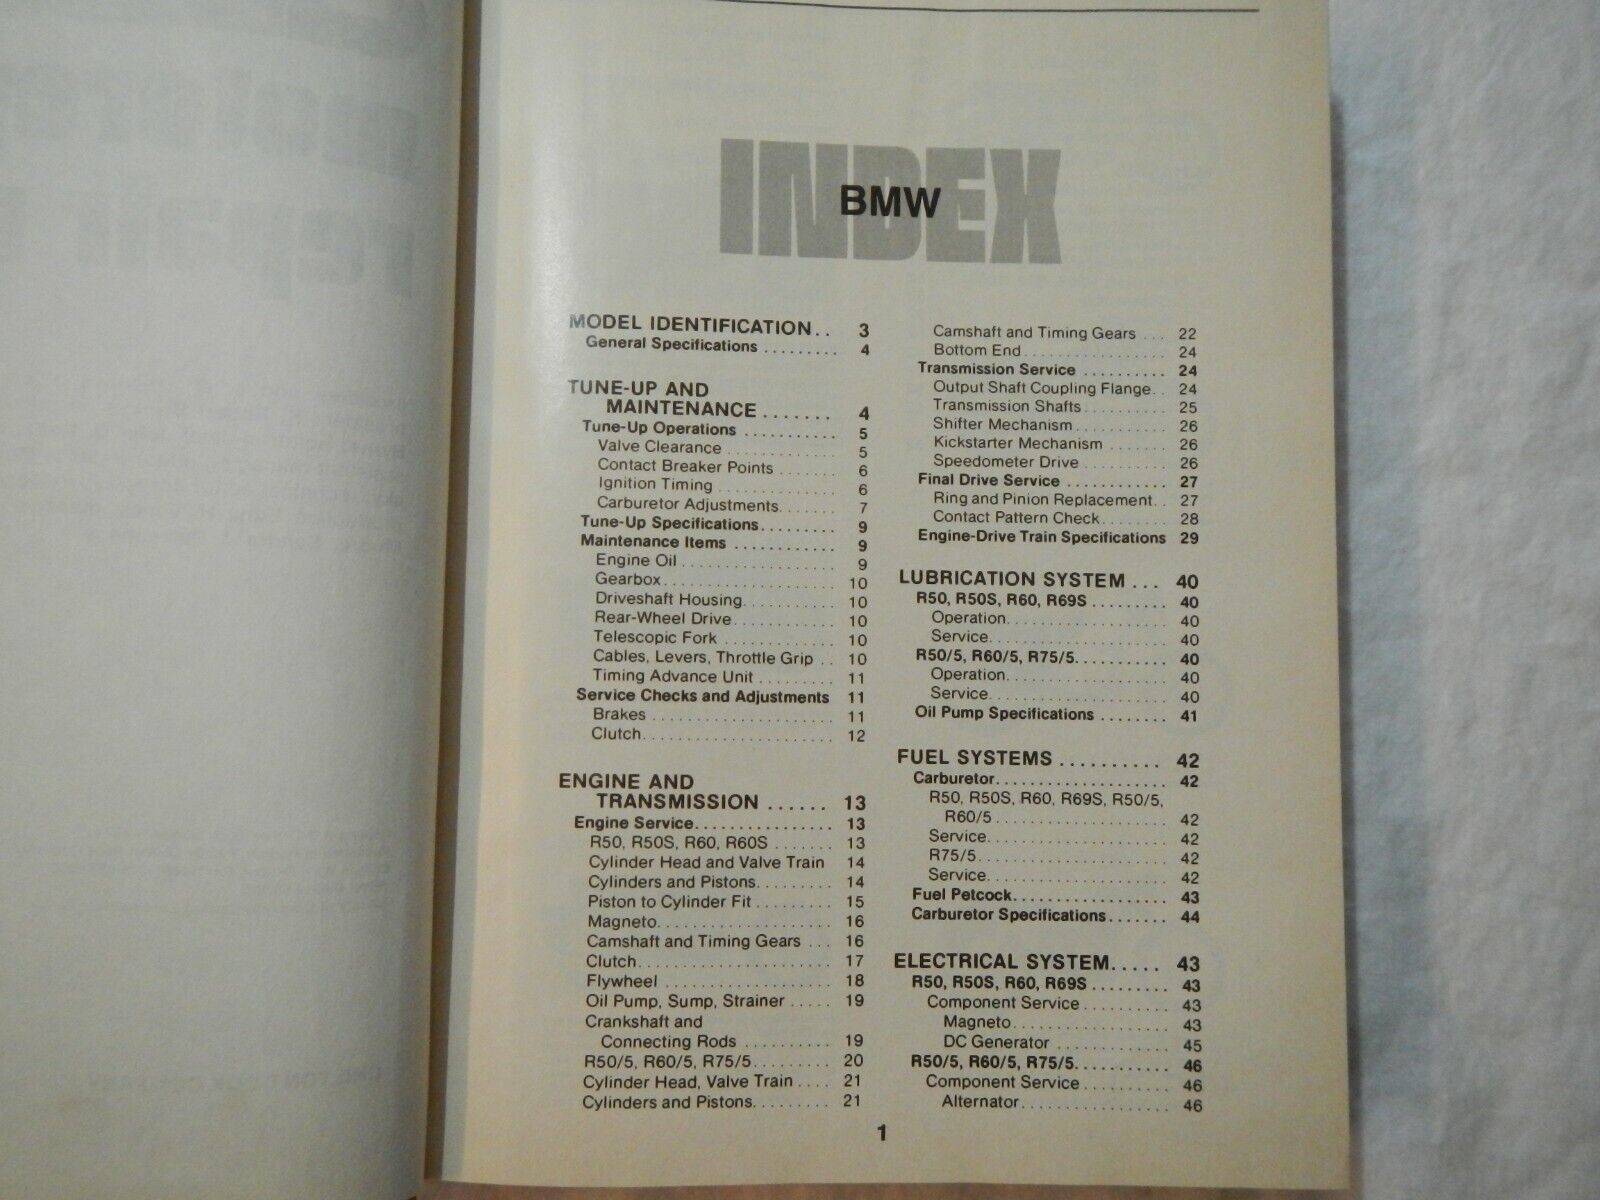 INDEX
BMW
MODEL IDENTIFICATION . . 3
General Specifications . . . . . . . . . 4
TUNE-UP AND
MAINTENANCE . . . . . . . 4
Tune-Up Operations . . . . . . . . . . . 5
Valve Clearance . . . . . . . . . . . . . 5
Contact Breaker Points . . . . . . . 6
Ignition Timing . . . . . . . . . . . . . . 6
Carburetor Adjustments. . . . . . . 7
Tune-Up Specifications. . . . . . . . . 9
Maintenance Items . . . . . . . . . . . . 9
Engine Oil . . . . . . . . . . . . . . . . . . 9
Gearbox. . . . . . . . . . . . . . . . . . . . 10
Driveshaft Housing. . . . . . . . . . . 10
Rear-Wheel Drive. . . . . . . . . . . . 10
Telescopic Fork . . . . . . . . . . . . . 10
Cables, Levers, Throttle Grip . . 10
Timing Advance Unit . . . . . . . . . 11
Service Checks and Adjustments 11
Brakes . . . . . . . . . . . . . . . . . . . . . 11
Clutch. . . . . . . . . . . . . . . . . . . . . . 12
ENGINE AND
TRANSMISSION . . . . . . 13
Engine Service. . . . . . . . . . . . . . . . 13
R50, R50S, R60, R60S . . . . . . . 13
Cylinder Head and Valve Train 14
Cylinders and Pistons. . . . . . . . . 14
Piston to Cylinder Fit . . . . . . . . . 15
Magneto. . . . . . . . . . . . . . . . . . . . 16
Camshaft and Timing Gears . . . 16
Clutch. . . . . . . . . . . . . . . . . . . . . . 17
Flywheel . . . . . . . . . . . . . . . . . . . 18
Oil Pump, Sump, Strainer . . . . . 19
Crankshaft and
Connecting Rods . . . . . . . . . . 19
R50/5, R60/5, R75/5. . . . . . . . . 20
Cylinder Head, Valve Train . . . . 21
Cylinders and Pistons. . . . . . . . . 21
Camshaft and Timing Gears . . . 22
Bottom End. . . . . . . . . . . . . . . . . 24
Transmission Service . . . . . . . . . . 24
Output Shaft Coupling Flange. . 24
Transmission Shafts. . . . . . . . . . 25
Shifter Mechanism. . . . . . . . . . . 26
Kickstarter Mechanism . . . . . . . 26
Speedometer Drive . . . . . . . . . . 26
Final Drive Service . . . . . . . . . . . . 27
Ring and Pinion Replacement. . 27
Contact Pattern Check. . . . . . . . 28
Engine-Drive Train Specifications 29
LUBRICATION SYSTEM . . . 40
R50, R50S, R60, R69S . . . . . . . . . 40
Operation. . . . . . . . . . . . . . . . . . . 40
Service. . . . . . . . . . . . . . . . . . . . . 40
R50/5, R60/5, R75/5. . . . . . . . . . . 40
Operation. . . . . . . . . . . . . . . . . . . 40
Service. . . . . . . . . . . . . . . . . . . . . 40
Oil Pump Specifications . . . . . . . . 41
FUEL SYSTEMS . . . . . . . . . . 42
Carburetor. . . . . . . . . . . . . . . . . . . . 42
R50, R50S, R60, R69S, R50/5,
R60/5 . . . . . . . . . . . . . . . . . . . . 42
Service. . . . . . . . . . . . . . . . . . . . . 42
R75/5. . . . . . . . . . . . . . . . . . . . . . 42
Service. . . . . . . . . . . . . . . . . . . . . 42
Fuel Petcock. . . . . . . . . . . . . . . . . . 43
Carburetor Specifications. . . . . . . 44
ELECTRICAL SYSTEM. . . . . 43
R50, R50S, R60, R69S . . . . . . . . . 43
Component Service. . . . . . . . . . 43
Magneto. . . . . . . . . . . . . . . . . . 43
DC Generator . . . . . . . . . . . . . 45
R50/5, R60/5, R75/5. . . . . . . . . . . 46
Component Service. . . . . . . . . . 46
Alternator. . . . . . . . . . . . . . . . . 46
1